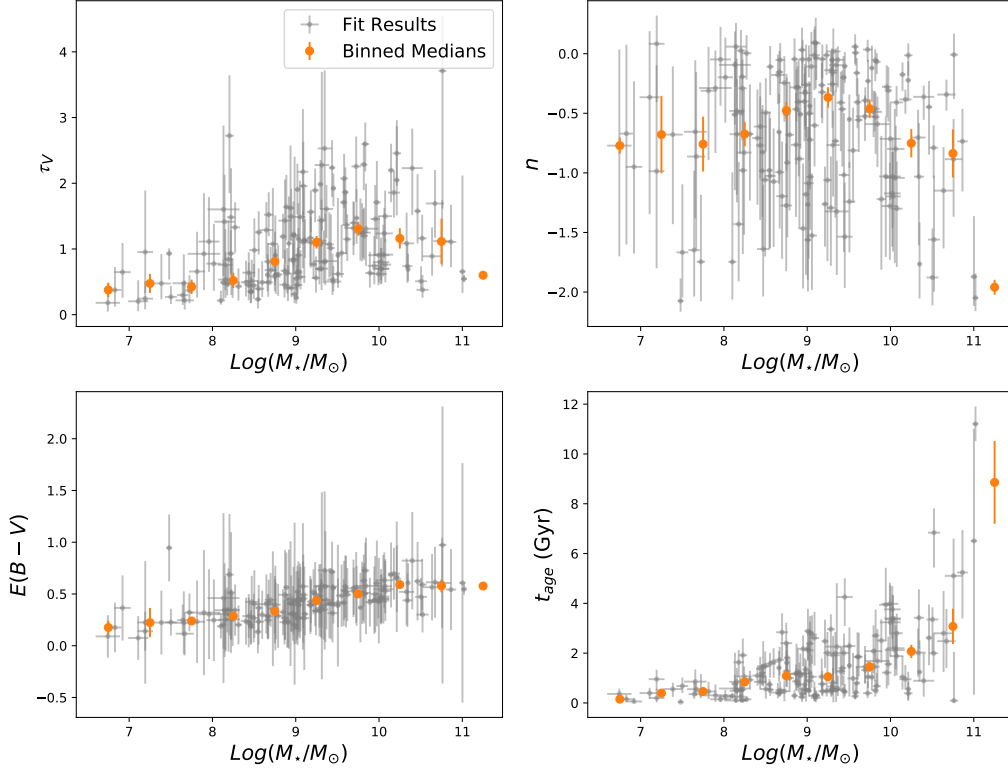 Fit Results
Binned Medians
4
3
2
1
0
τ_V
7 8 9 10 11
Log(M⋆/M⊙)
0.0
−0.5
−1.0
−1.5
−2.0
n
7 8 9 10 11
Log(M⋆/M⊙)
2.0
1.5
1.0
0.5
0.0
−0.5
E(B − V)
7 8 9 10 11
Log(M⋆/M⊙)
12
10
8
6
4
2
0
t_age (Gyr)
7 8 9 10 11
Log(M⋆/M⊙)